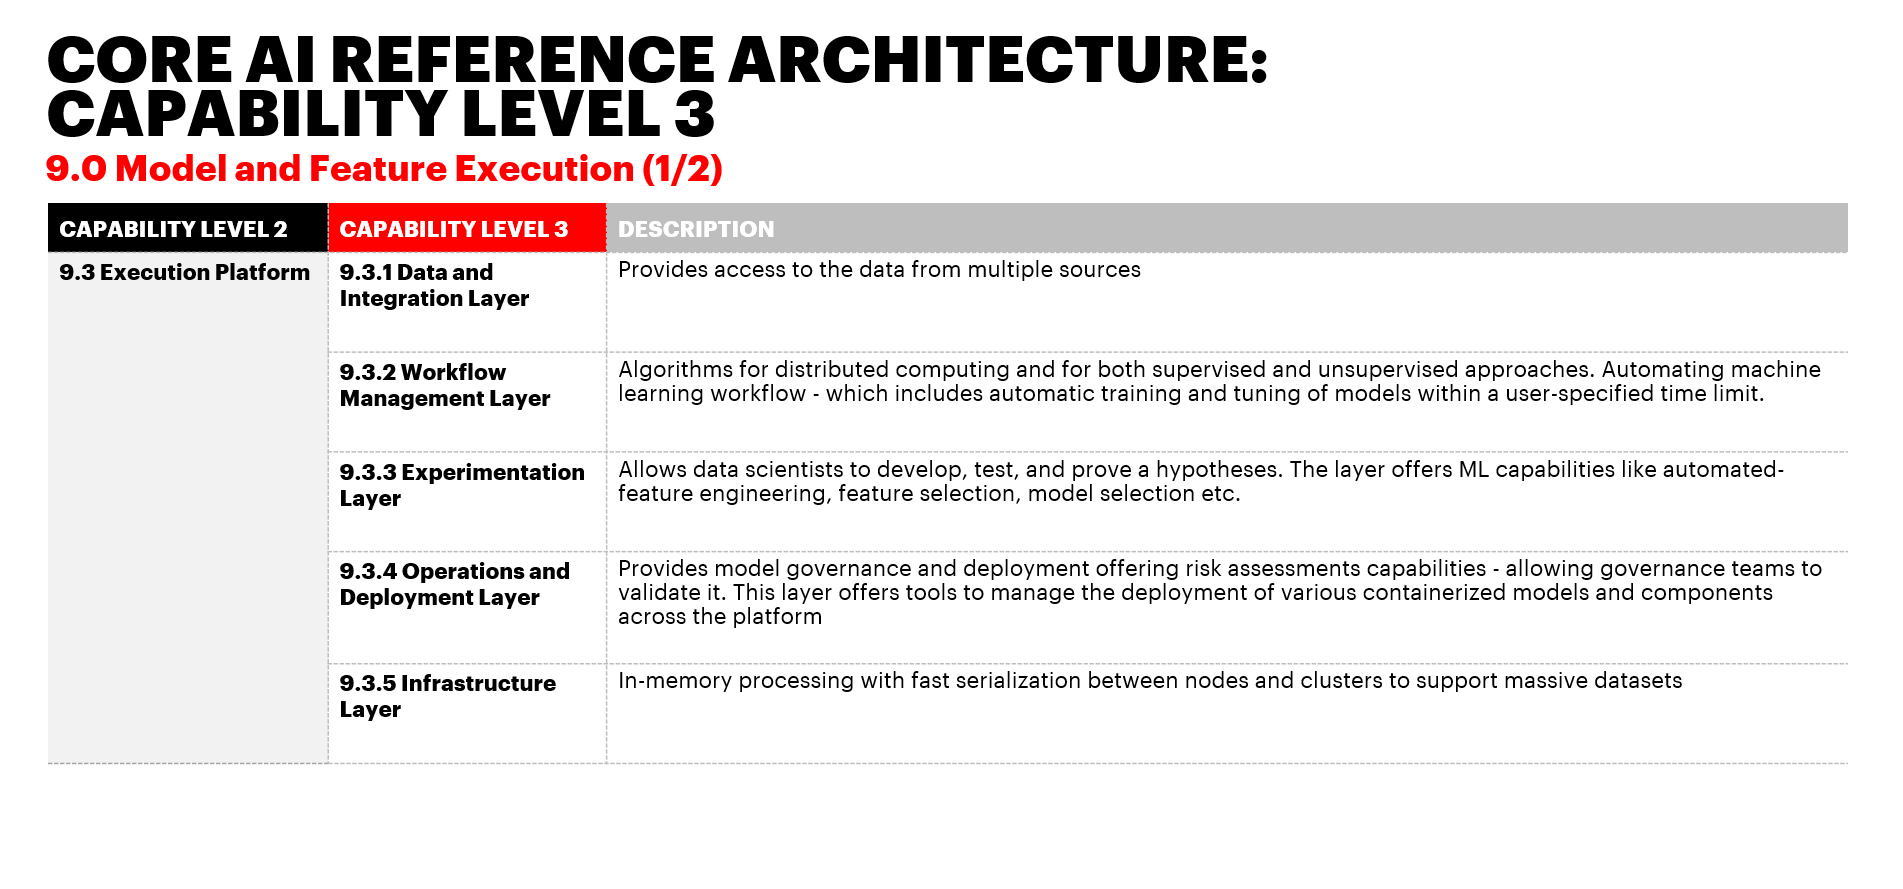 CORE AI REFERENCE ARCHITECTURE:
CAPABILITY LEVEL 3
9.0 Model and Feature Execution (1/2)
CAPABILITY LEVEL 2
CAPABILITY LEVEL 3
DESCRIPTION
9.3 Execution Platform
9.3.1 Data and
Integration Layer
Provides access to the data from multiple sources
9.3.2 Workflow
Management Layer
Algorithms for distributed computing and for both supervised and unsupervised approaches. Automating machine
learning workflow - which includes automatic training and tuning of models within a user-specified time limit.
9.3.3 Experimentation
Layer
Allows data scientists to develop, test, and prove a hypotheses. The layer offers ML capabilities like automated-
feature engineering, feature selection, model selection etc.
9.3.4 Operations and
Deployment Layer
Provides model governance and deployment offering risk assessments capabilities - allowing governance teams to
validate it. This layer offers tools to manage the deployment of various containerized models and components
across the platform
9.3.5 Infrastructure
Layer
In-memory processing with fast serialization between nodes and clusters to support massive datasets